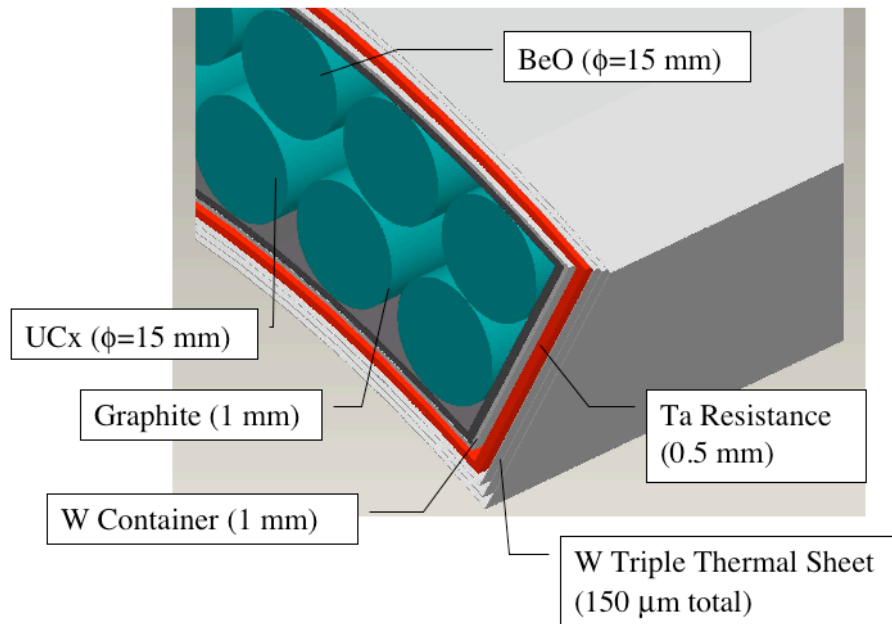 BeO (ϕ=15 mm)
UCx (ϕ=15 mm)
Graphite (1 mm)
Ta Resistance
(0.5 mm)
W Container (1 mm)
W Triple Thermal Sheet
(150 μm total)